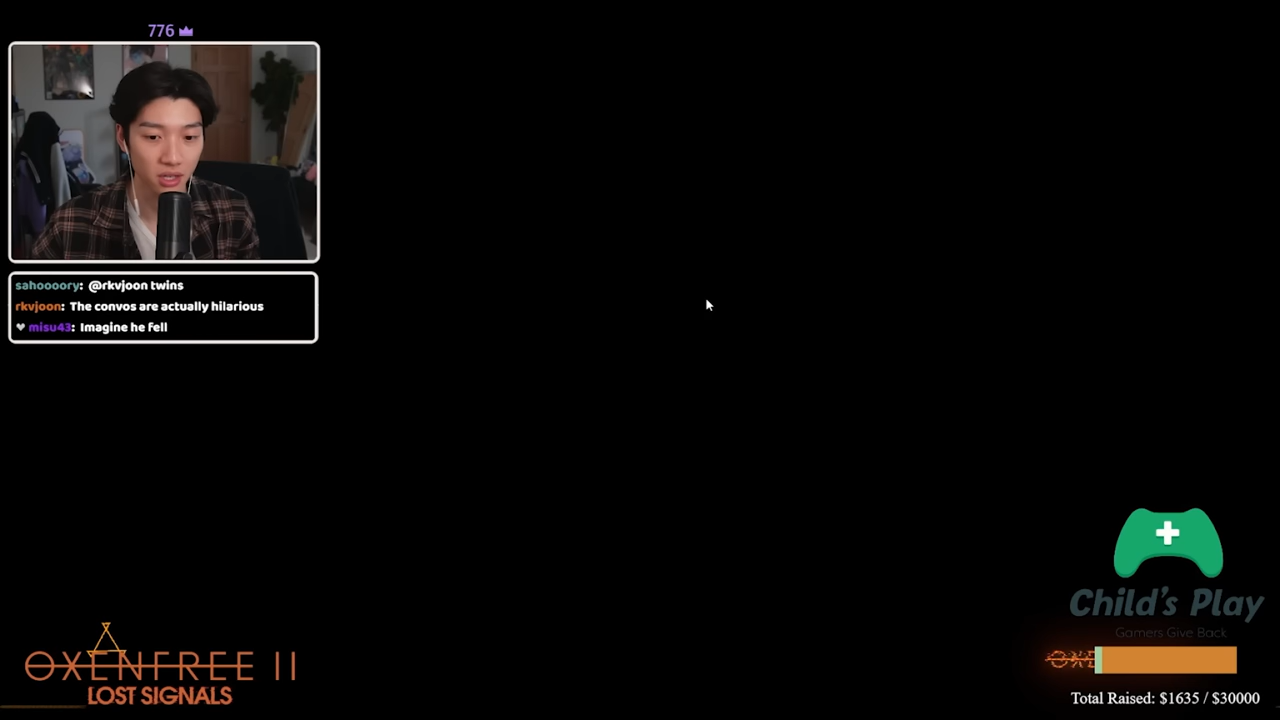 776
sahoooory: @rkvjoon twins
rkvjoon: The convos are actually hilarious
misu43: Imagine he fell
Child's Play
Gamers Give Back
OXE
Total Raised: $1635 / $30000
OXENFREE II
LOST SIGNALS